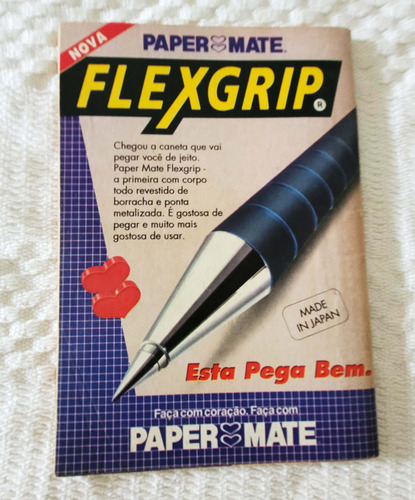 NOVA
PAPER MATE
FLEXGRIP®
Chegou a caneta que vai
pegar você de jeito.
Paper Mate Flexgrip -
a primeira com corpo
todo revestido de
borracha e ponta
metalizada. É gostosa de
pegar e muito mais
gostosa de usar.
MADE
IN JAPAN
Esta Pega Bem.
Faça com coração. Faça com
PAPER MATE